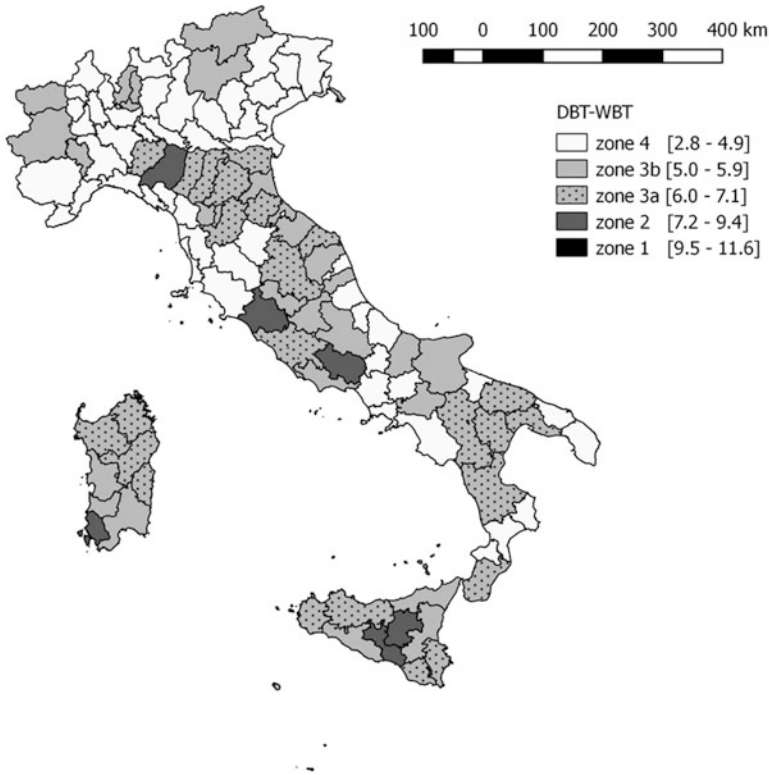 100 0 100 200 300 400 km
DBT-WBT
zone 4 [2.8 - 4.9]
zone 3b [5.0 - 5.9]
zone 3a [6.0 - 7.1]
zone 2 [7.2 - 9.4]
zone 1 [9.5 - 11.6]